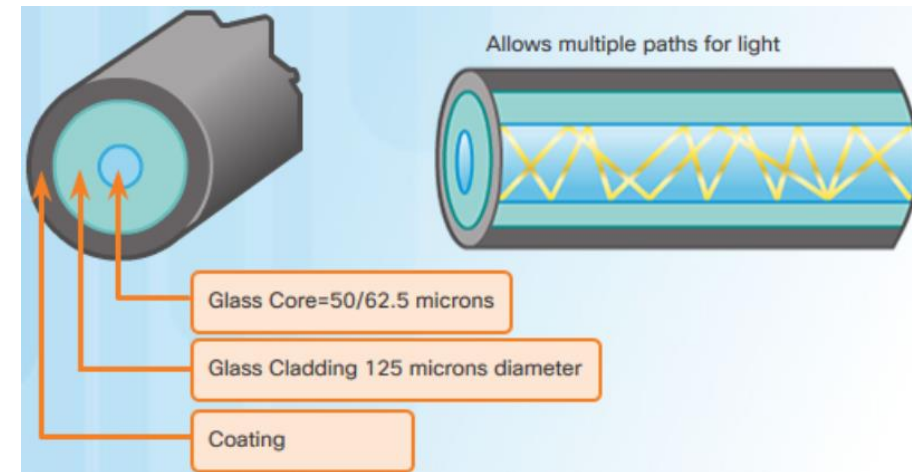 Allows multiple paths for light
Glass Core=50/62.5 microns
Glass Cladding 125 microns diameter
Coating